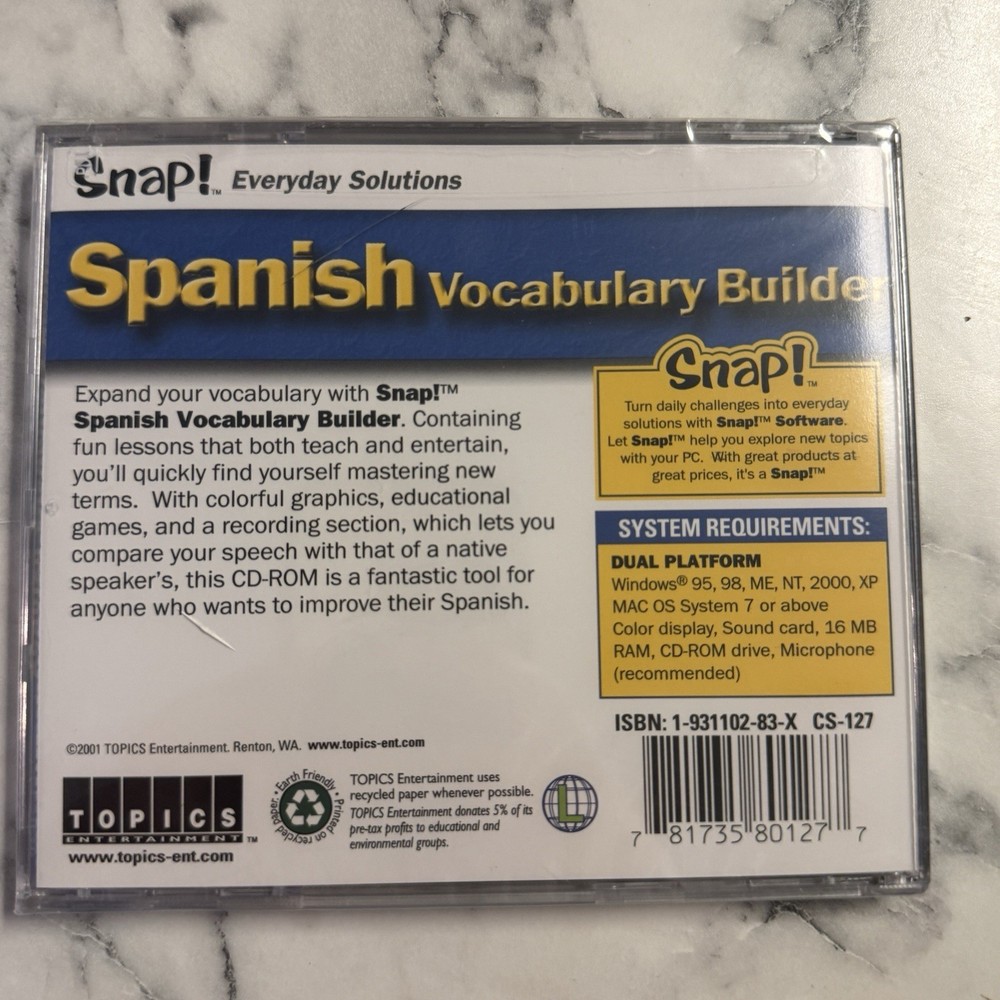 Snap!™ Everyday Solutions
Spanish Vocabulary Builder
Expand your vocabulary with Snap!™
Spanish Vocabulary Builder. Containing
fun lessons that both teach and entertain,
you'll quickly find yourself mastering new
terms. With colorful graphics, educational
games, and a recording section, which lets you
compare your speech with that of a native
speaker's, this CD-ROM is a fantastic tool for
anyone who wants to improve their Spanish.
Snap!™
Turn daily challenges into everyday
solutions with Snap!™ Software.
Let Snap!™ help you explore new topics
with your PC. With great products at
great prices, it's a Snap!™
SYSTEM REQUIREMENTS:
DUAL PLATFORM
Windows® 95, 98, ME, NT, 2000, XP
MAC OS System 7 or above
Color display, Sound card, 16 MB
RAM, CD-ROM drive, Microphone
(recommended)
ISBN: 1-931102-83-X CS-127
7 81735 80127 7
©2001 TOPICS Entertainment. Renton, WA. www.topics-ent.com
TOPICS
ENTERTAINMENT™
www.topics-ent.com
• Earth Friendly • Printed on recycled paper
TOPICS Entertainment uses
recycled paper whenever possible.
TOPICS Entertainment donates 5% of its
pre-tax profits to educational and
environmental groups.
L